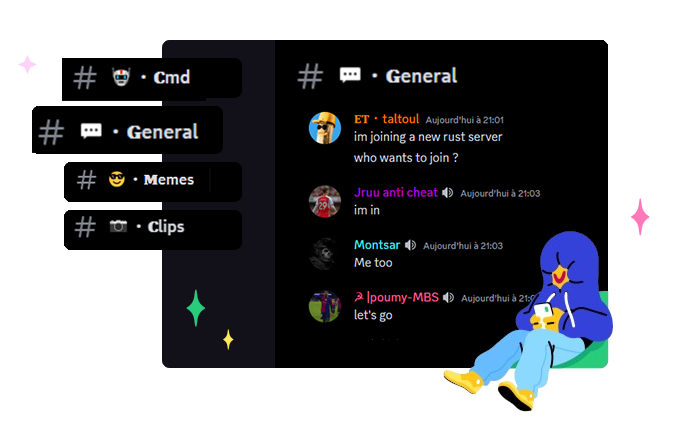 # 🤖 • Cmd
# 💬 • General
# 😎 • Memes
# 📷 • Clips
# 💬 • General
ET • taltoul Aujourd'hui à 21:01
im joining a new rust server
who wants to join ?
Jruu anti cheat 🔊 Aujourd'hui à 21:03
im in
Montsar 🔊 Aujourd'hui à 21:03
Me too
☭ |poumy-MBS 🔊 Aujourd'hui à
let's go